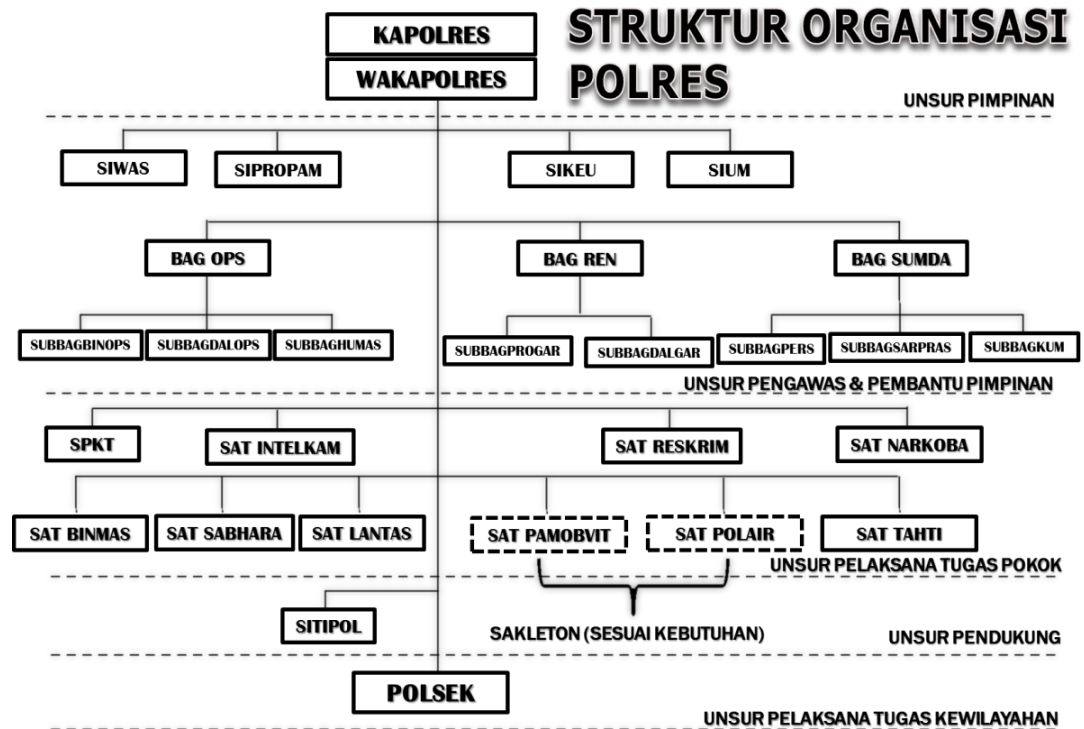 STRUKTUR ORGANISASI
POLRES
KAPOLRES
WAKAPOLRES
UNSUR PIMPINAN
SIWAS
SIPROPAM
SIKEU
SIUM
BAG OPS
BAG REN
BAG SUMDA
SUBBAGBINOPS
SUBBAGDALOPS
SUBBAGHUMAS
SUBBAGPROGAR
SUBBAGDALGAR
SUBBAGPERS
SUBBAGSARPRAS
SUBBAGKUM
UNSUR PENGAWAS & PEMBANTU PIMPINAN
SPKT
SAT INTELKAM
SAT RESKRIM
SAT NARKOBA
SAT BINMAS
SAT SABHARA
SAT LANTAS
SAT PAMOBVIT
SAT POLAIR
SAT TAHTI
UNSUR PELAKSANA TUGAS POKOK
SITIPOL
SAKLETON (SESUAI KEBUTUHAN)
UNSUR PENDUKUNG
POLSEK
UNSUR PELAKSANA TUGAS KEWILAYAHAN